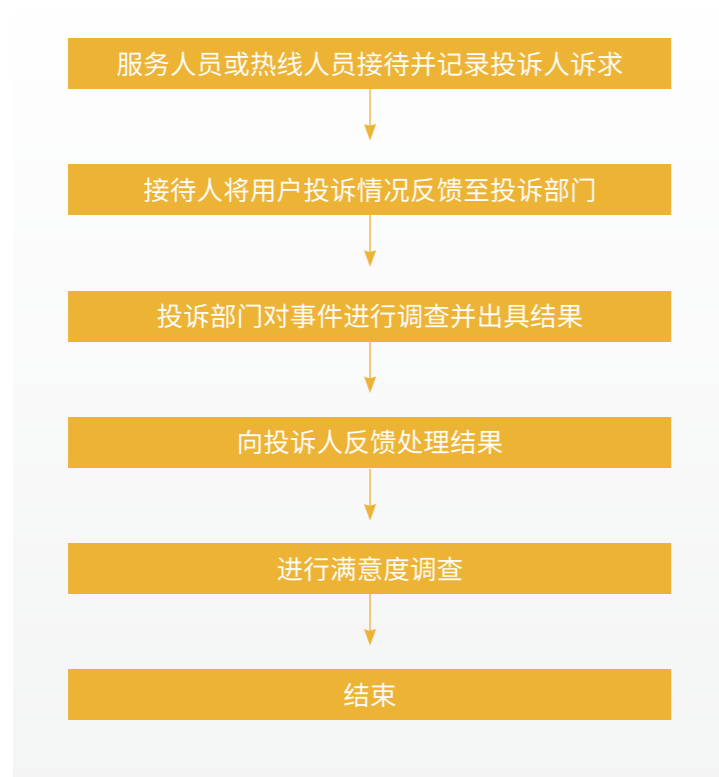 服务人员或热线人员接待并记录投诉人诉求
接待人将用户投诉情况反馈至投诉部门
投诉部门对事件进行调查并出具结果
向投诉人反馈处理结果
进行满意度调查
结束